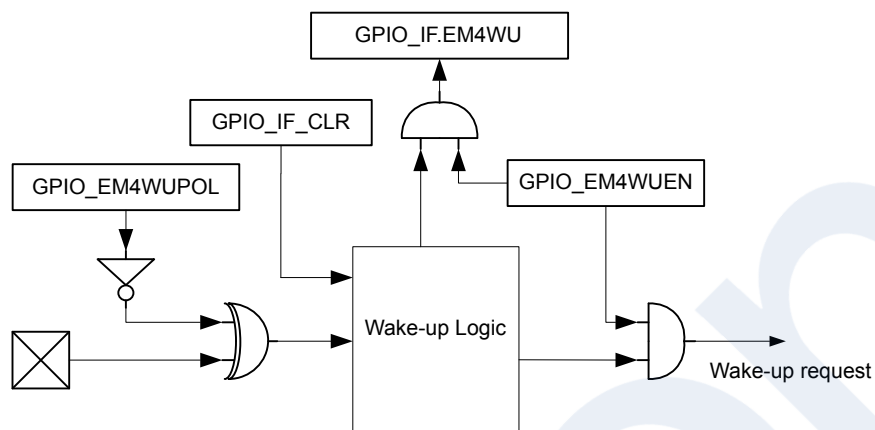 GPIO_IF.EM4WU
GPIO_IF_CLR
GPIO_EM4WUPOL
GPIO_EM4WUEN
Wake-up Logic
Wake-up request